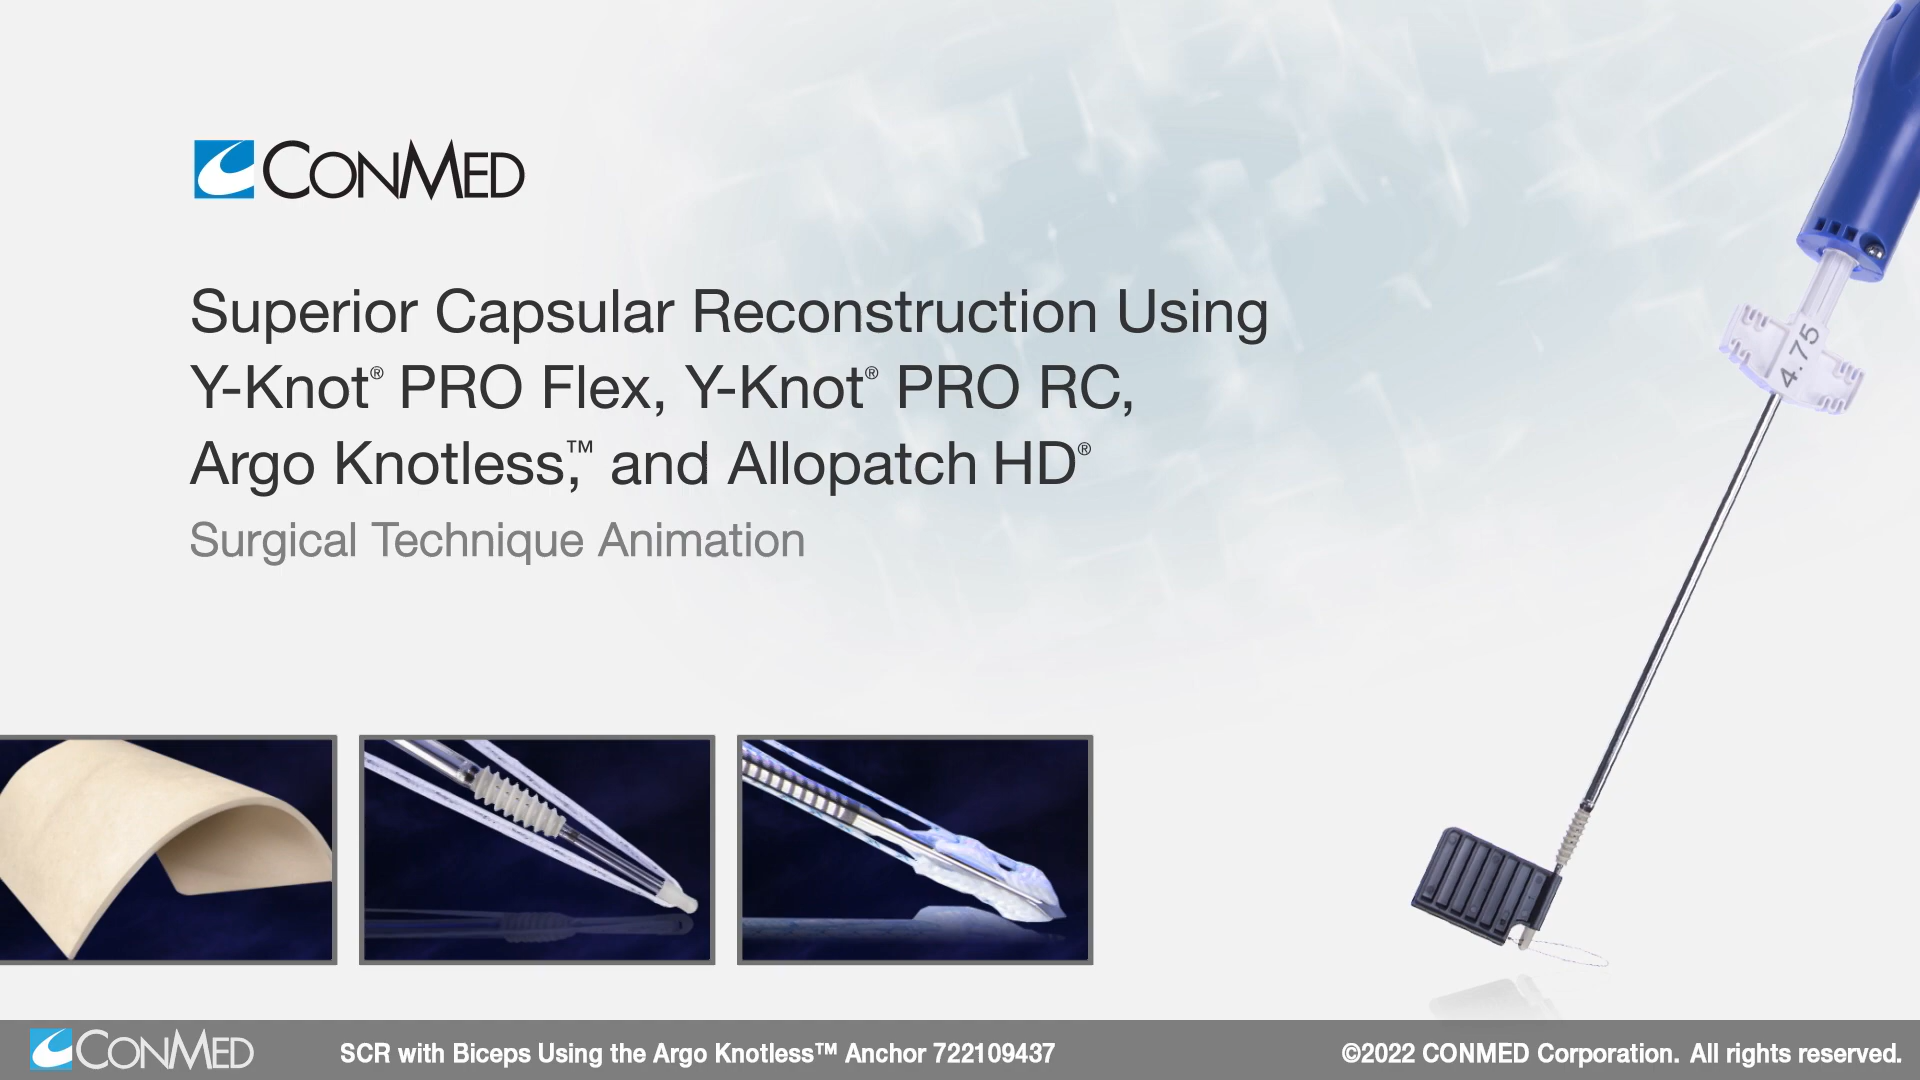 CONMED
Superior Capsular Reconstruction Using
Y-Knot® PRO Flex, Y-Knot® PRO RC,
Argo Knotless,™ and Allopatch HD®
Surgical Technique Animation
4.75
CONMED
SCR with Biceps Using the Argo Knotless™ Anchor 722109437
©2022 CONMED Corporation. All rights reserved.